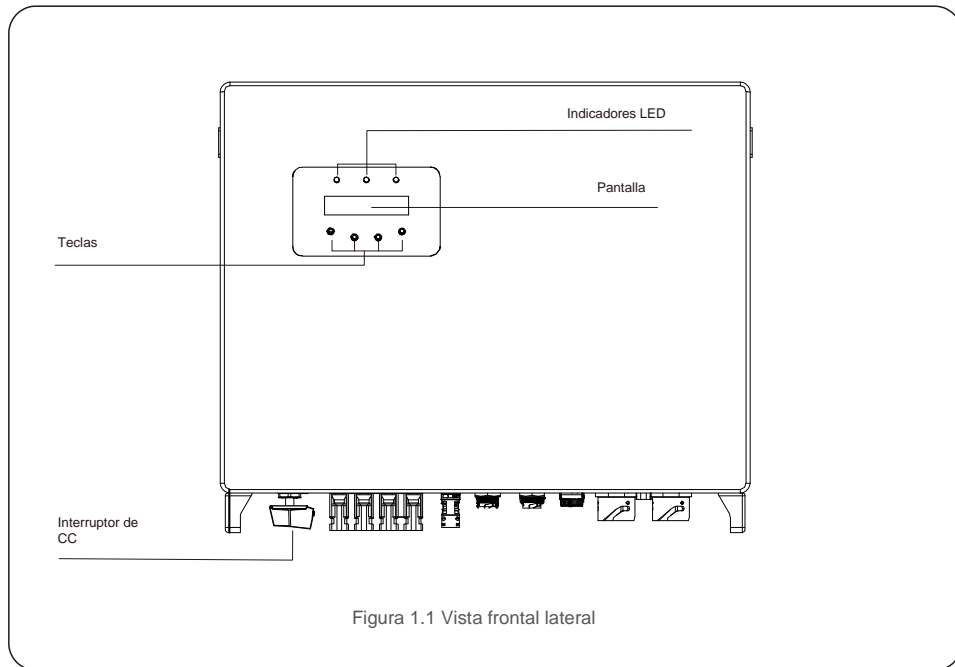 Indicadores LED
Pantalla
Teclas
Interruptor de
CC
Figura 1.1 Vista frontal lateral